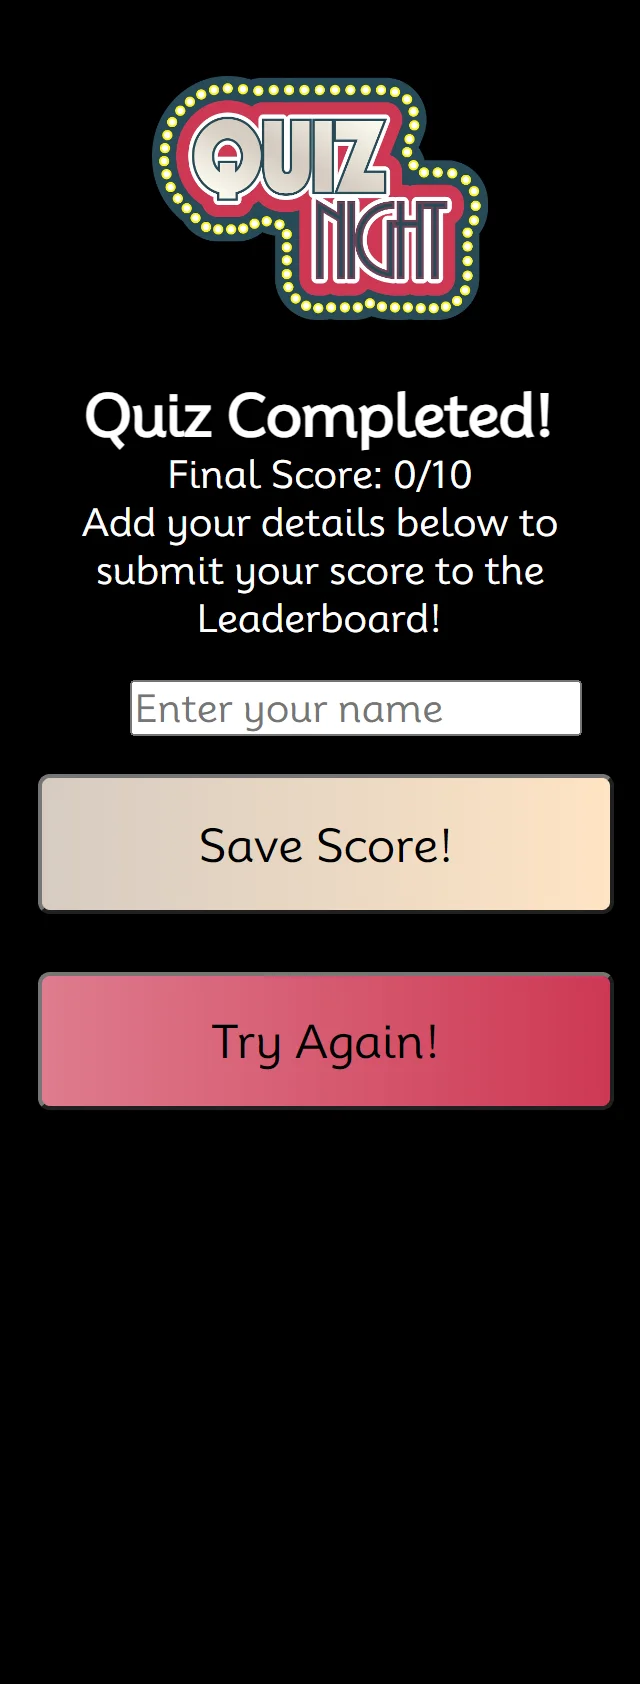 QUIZ
NIGHT
Quiz Completed!
Final Score: 0/10
Add your details below to
submit your score to the
Leaderboard!
Enter your name
Save Score!
Try Again!